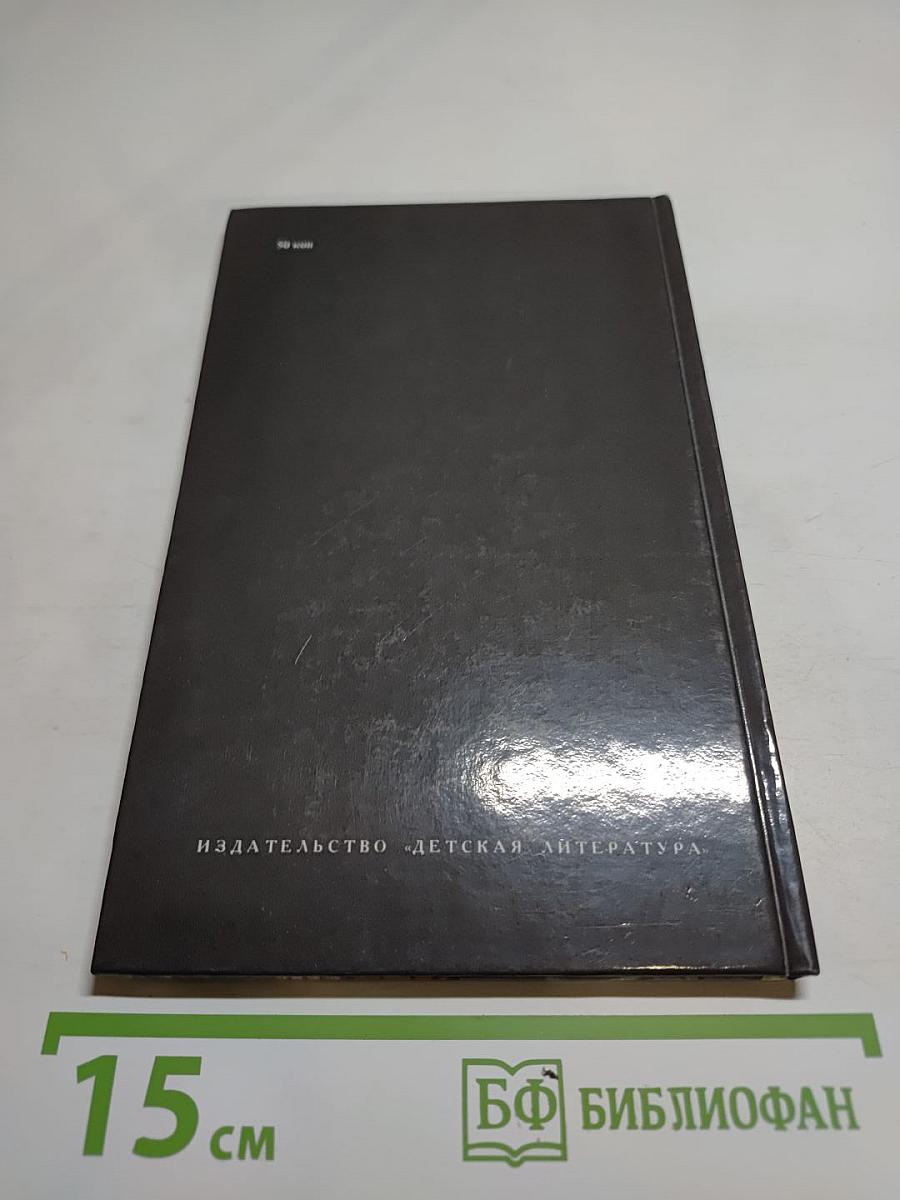 50 коп
ИЗДАТЕЛЬСТВО «ДЕТСКАЯ ЛИТЕРАТУРА»
15 см
БФ БИБЛИОФАН